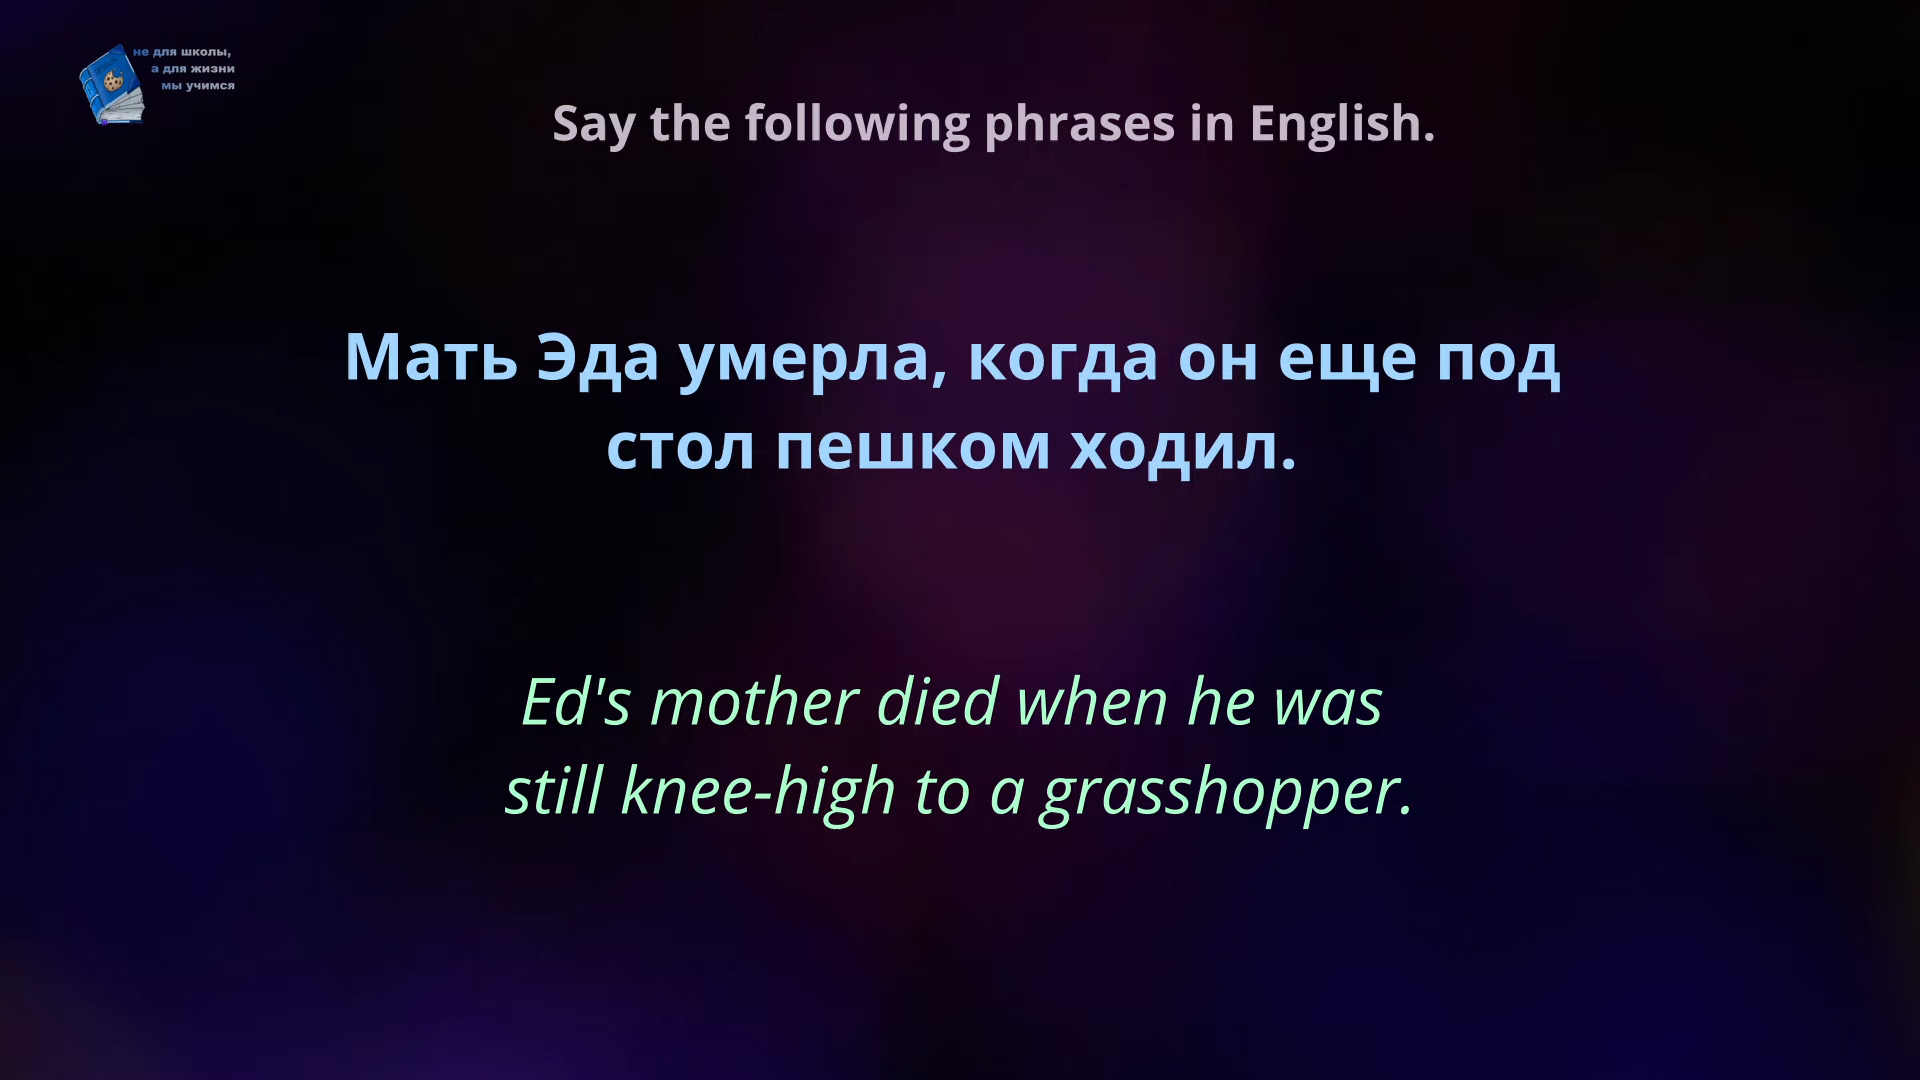 не для школы,
а для жизни
мы учимся
Say the following phrases in English.
Мать Эда умерла, когда он еще под
стол пешком ходил.
Ed's mother died when he was
still knee-high to a grasshopper.